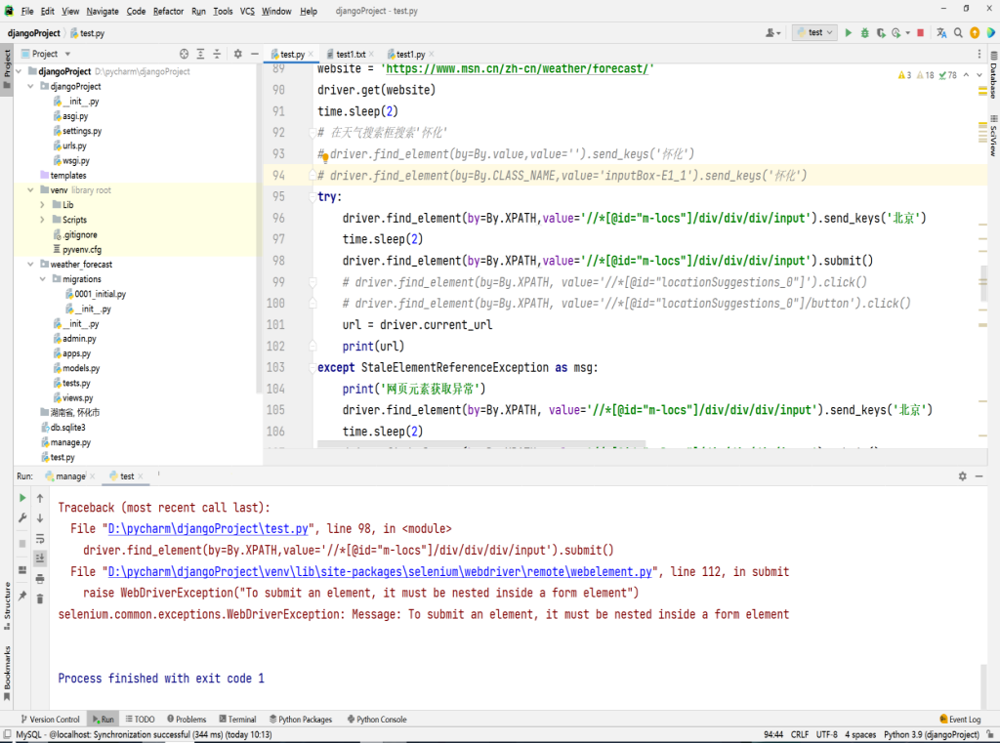 File Edit View Navigate Code Refactor Run Tools VCS Window Help djangoProject - test.py
djangoProject test.py
test
Project
test.py test1.txt test1.py
Project
djangoProject D:\pycharm\djangoProject
djangoProject
__init__.py
asgi.py
settings.py
urls.py
wsgi.py
templates
venv library root
Lib
Scripts
.gitignore
pyvenv.cfg
weather_forecast
migrations
0001_initial.py
__init__.py
__init__.py
admin.py
apps.py
models.py
tests.py
views.py
湖南省, 怀化市
db.sqlite3
manage.py
test.py
3 18 78
89 website = 'https://www.msn.cn/zh-cn/weather/forecast/'
90 driver.get(website)
91 time.sleep(2)
92 # 在天气搜索框搜索'怀化'
93 # driver.find_element(by=By.value,value='').send_keys('怀化')
94 # driver.find_element(by=By.CLASS_NAME,value='inputBox-E1_1').send_keys('怀化')
95 try:
96 driver.find_element(by=By.XPATH,value='//*[@id="m-locs"]/div/div/div/input').send_keys('北京')
97 time.sleep(2)
98 driver.find_element(by=By.XPATH,value='//*[@id="m-locs"]/div/div/div/input').submit()
99 # driver.find_element(by=By.XPATH, value='//*[@id="locationSuggestions_0"]').click()
100 # driver.find_element(by=By.XPATH, value='//*[@id="locationSuggestions_0"]/button').click()
101 url = driver.current_url
102 print(url)
103 except StaleElementReferenceException as msg:
104 print('网页元素获取异常')
105 driver.find_element(by=By.XPATH, value='//*[@id="m-locs"]/div/div/div/input').send_keys('北京')
106 time.sleep(2)
Database
SciView
Run: manage test
Traceback (most recent call last):
File "D:\pycharm\djangoProject\test.py", line 98, in <module>
driver.find_element(by=By.XPATH,value='//*[@id="m-locs"]/div/div/div/input').submit()
File "D:\pycharm\djangoProject\venv\lib\site-packages\selenium\webdriver\remote\webelement.py", line 112, in submit
raise WebDriverException("To submit an element, it must be nested inside a form element")
selenium.common.exceptions.WebDriverException: Message: To submit an element, it must be nested inside a form element
Process finished with exit code 1
Structure
Bookmarks
Version Control Run TODO Problems Terminal Python Packages Python Console Event Log
MySQL - @localhost: Synchronization successful (344 ms) (today 10:13) 94:44 CRLF UTF-8 4 spaces Python 3.9 (djangoProject)